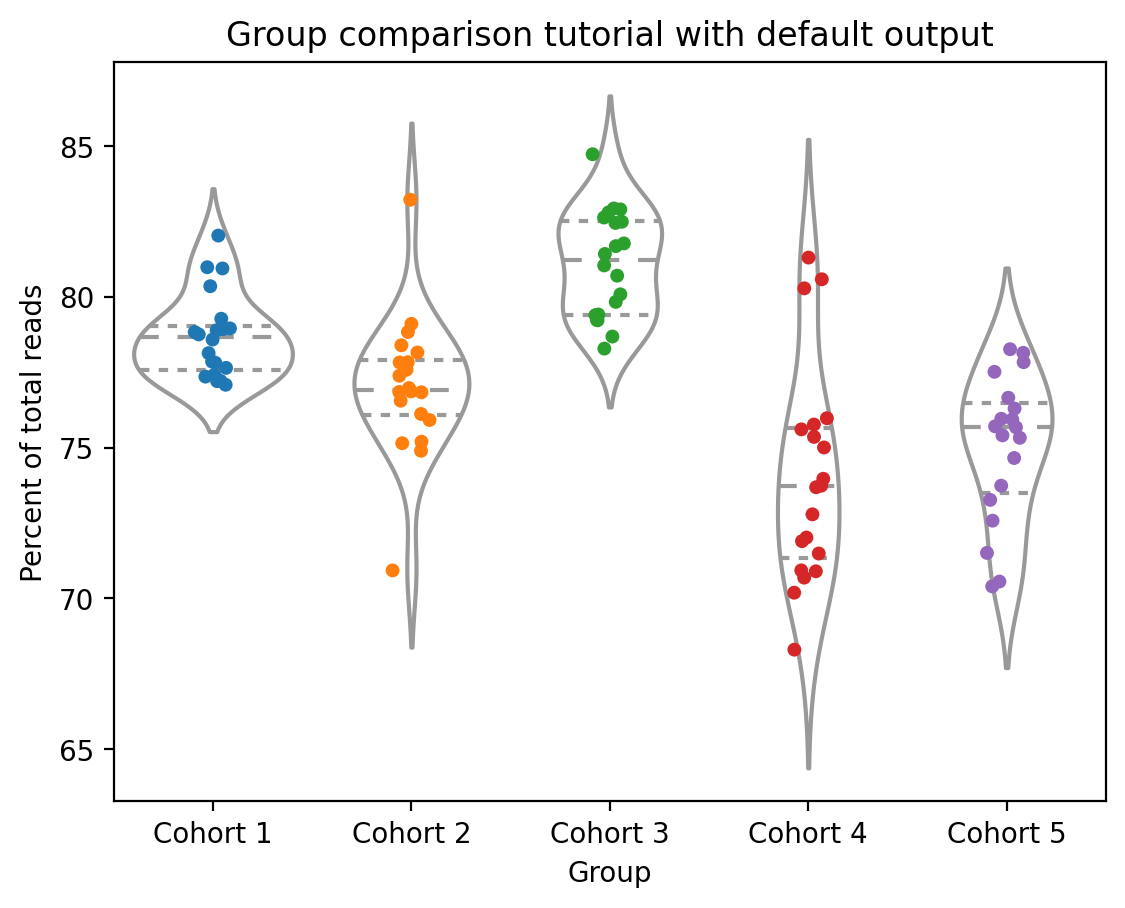 Group comparison tutorial with default output
Percent of total reads
85
80
75
70
65
Cohort 1
Cohort 2
Cohort 3
Cohort 4
Cohort 5
Group